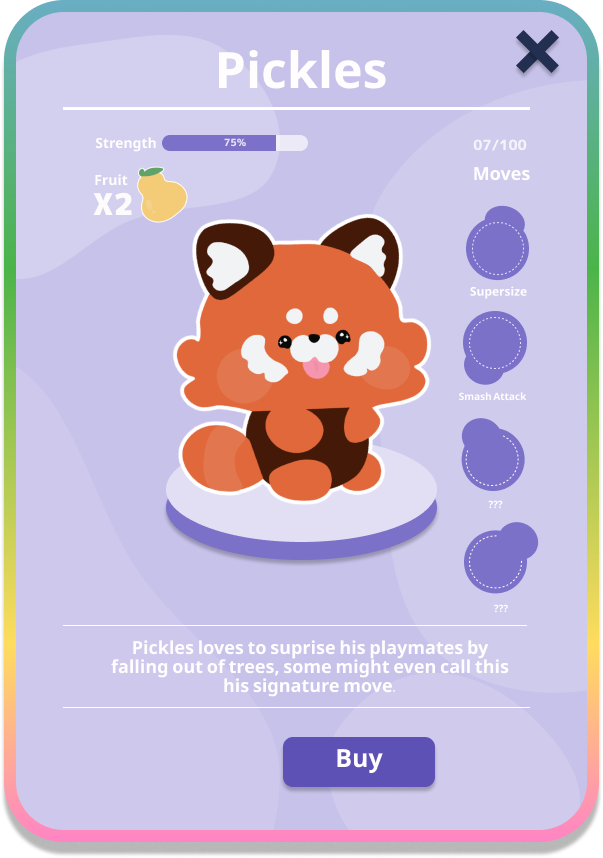 Pickles
Strength 75%
07/100
Fruit
X2
Moves
Supersize
Smash Attack
???
???
Pickles loves to suprise his playmates by
falling out of trees, some might even call this
his signature move.
Buy